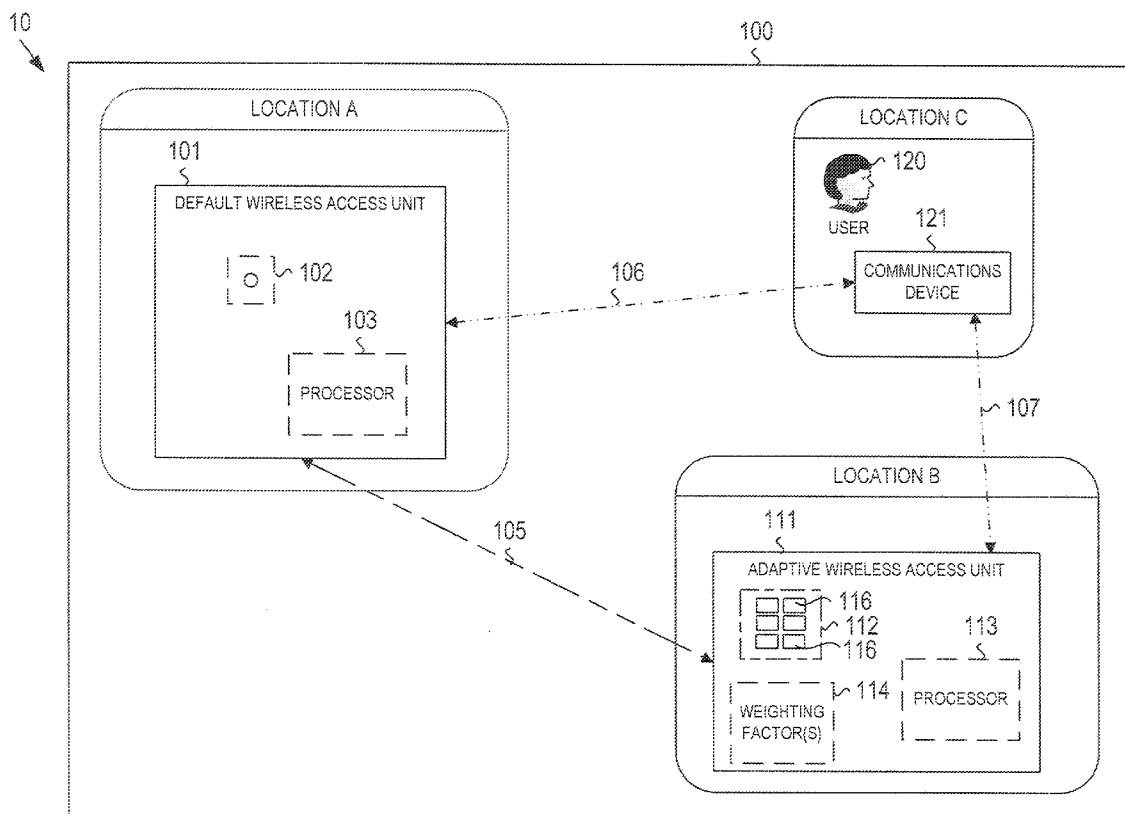 10
100
LOCATION A
101
DEFAULT WIRELESS ACCESS UNIT
102
103
PROCESSOR
LOCATION C
120
USER
121
COMMUNICATIONS
DEVICE
106
107
105
LOCATION B
111
ADAPTIVE WIRELESS ACCESS UNIT
116
112
116
113
PROCESSOR
114
WEIGHTING
FACTOR(S)